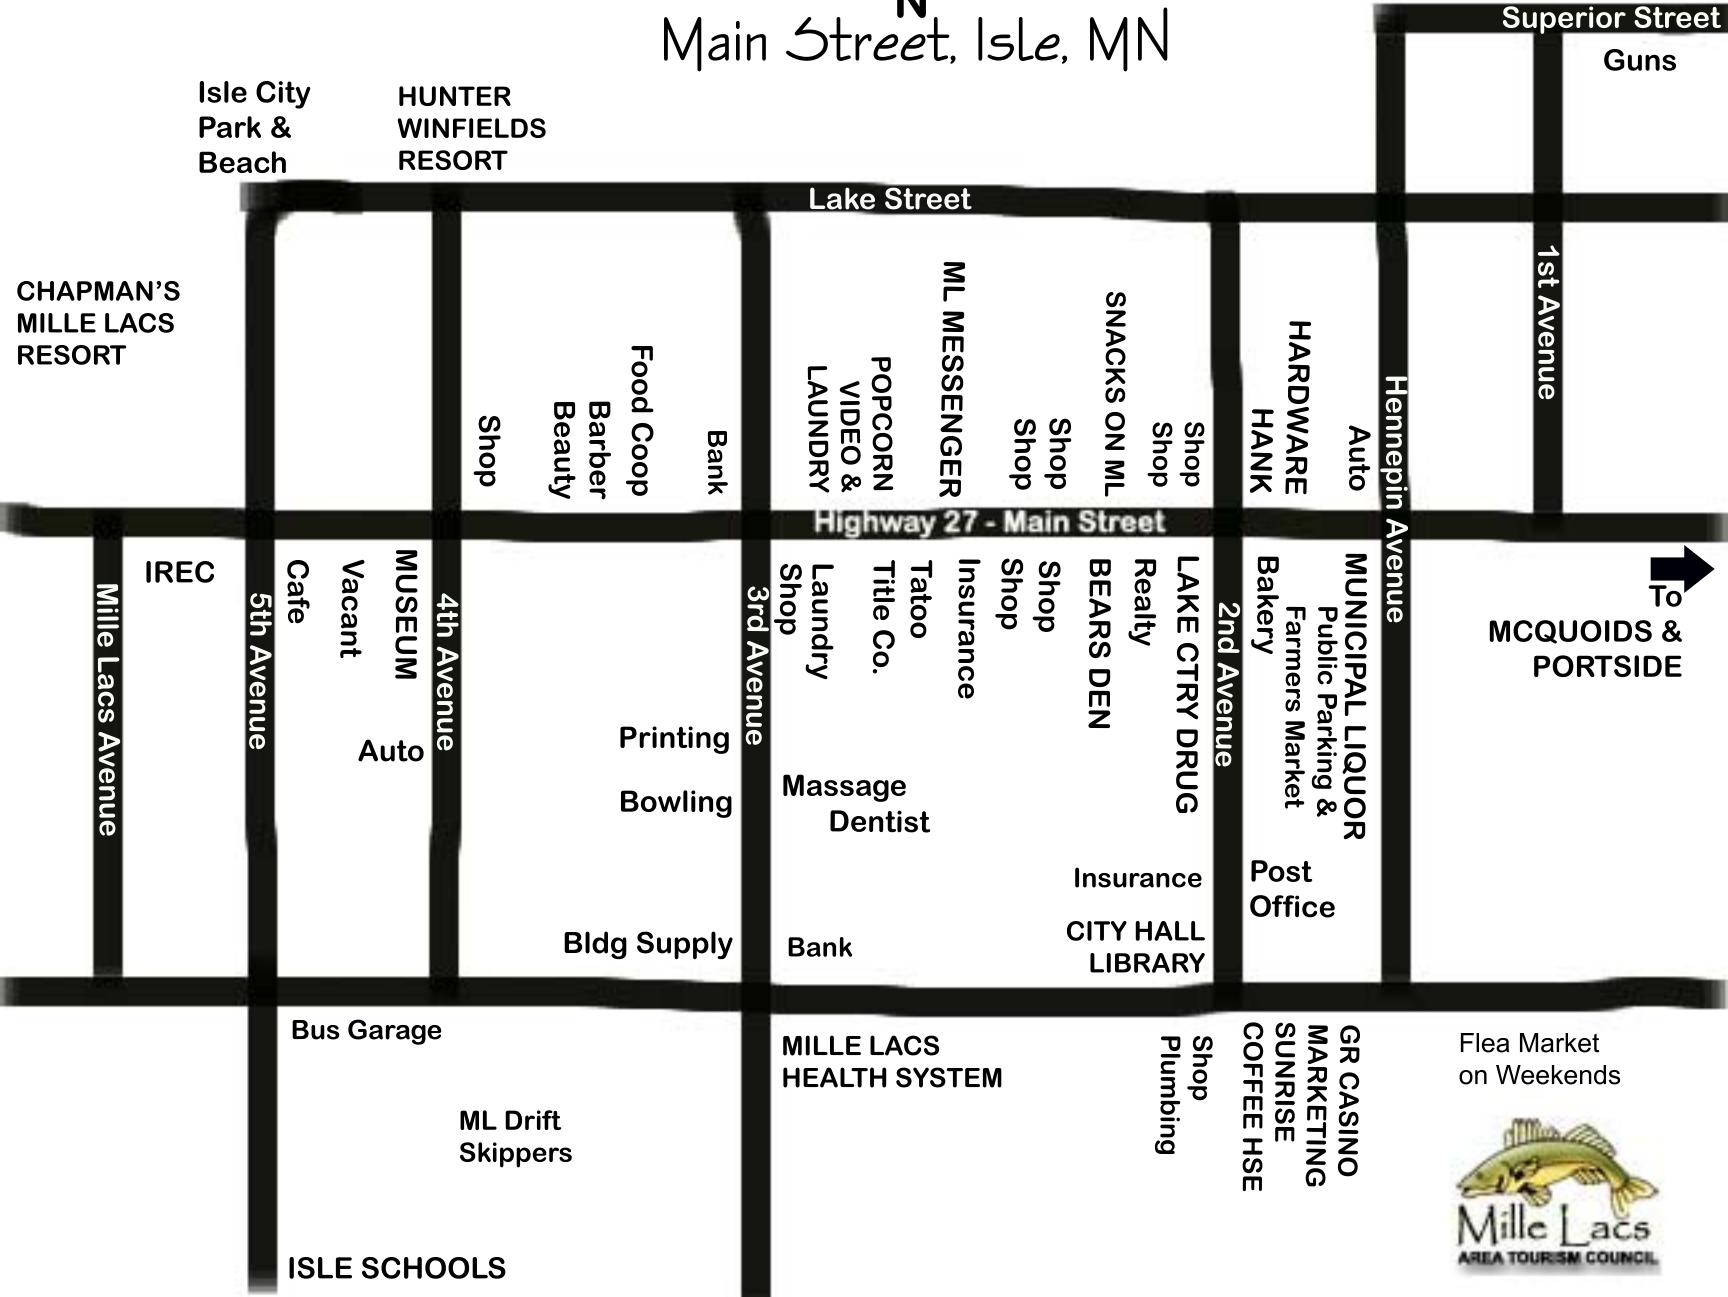 N
Main Street, Isle, MN
Superior Street
Guns
Isle City
Park &
Beach
HUNTER
WINFIELDS
RESORT
Lake Street
CHAPMAN'S
MILLE LACS
RESORT
Shop
Beauty
Barber
Food Coop
Bank
LAUNDRY
VIDEO &
POPCORN
ML MESSENGER
Shop
Shop
SNACKS ON ML
Shop
Shop
HANK
HARDWARE
Auto
Hennepin Avenue
1st Avenue
Highway 27 - Main Street
Mille Lacs Avenue
IREC
5th Avenue
Cafe
Vacant
MUSEUM
Auto
4th Avenue
Printing
Bowling
Bldg Supply
3rd Avenue
Shop
Laundry
Title Co.
Tatoo
Insurance
Shop
Shop
BEARS DEN
Realty
LAKE CTRY DRUG
Massage
Dentist
Insurance
Bank
CITY HALL
LIBRARY
2nd Avenue
Bakery
Farmers Market
Public Parking &
MUNICIPAL LIQUOR
Post
Office
To
MCQUOIDS &
PORTSIDE
Bus Garage
ML Drift
Skippers
ISLE SCHOOLS
MILLE LACS
HEALTH SYSTEM
Plumbing
Shop
COFFEE HSE
SUNRISE
MARKETING
GR CASINO
Flea Market
on Weekends
Mille Lacs
AREA TOURISM COUNCIL